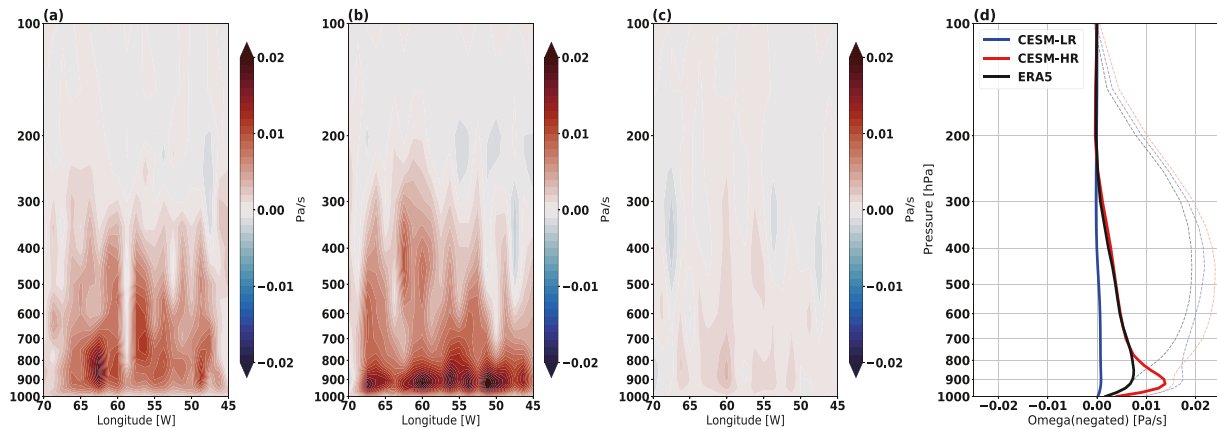 (a)
100
200
300
400
500
600
700
800
900
1000
70 65 60 55 50 45
Longitude [W]
0.02
0.01
0.00
−0.01
−0.02
Pa/s
(b)
100
200
300
400
500
600
700
800
900
1000
70 65 60 55 50 45
Longitude [W]
0.02
0.01
0.00
−0.01
−0.02
Pa/s
(c)
100
200
300
400
500
600
700
800
900
1000
70 65 60 55 50 45
Longitude [W]
0.02
0.01
0.00
−0.01
−0.02
Pa/s
(d)
CESM-LR
CESM-HR
ERA5
Pressure [hPa]
100
200
300
400
500
600
700
800
900
1000
−0.02 −0.01 0.00 0.01 0.02
Omega(negated) [Pa/s]